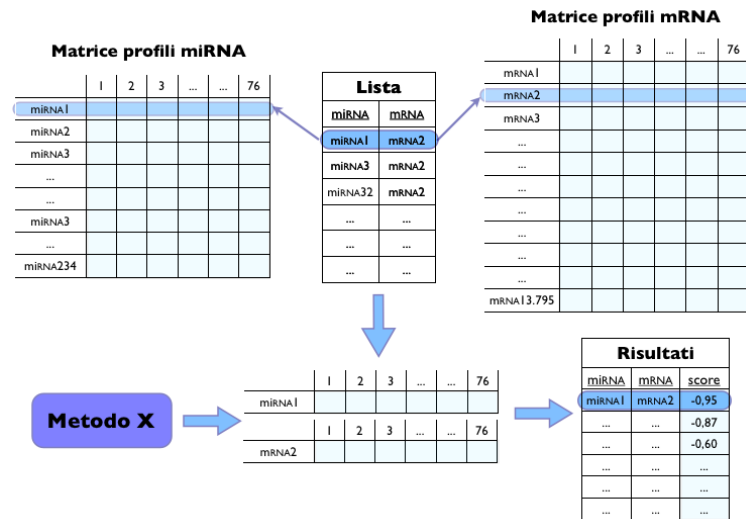 Matrice profili miRNA
1 2 3 ... ... 76
miRNA1
miRNA2
miRNA3
...
...
miRNA3
...
miRNA234
Lista
miRNA mRNA
miRNA1 mRNA2
miRNA3 mRNA2
miRNA32 mRNA2
... ...
... ...
... ...
Matrice profili mRNA
1 2 3 ... ... 76
mRNA1
mRNA2
mRNA3
...
...
...
...
...
...
...
mRNA13.795
Metodo X
1 2 3 ... ... 76
miRNA1
1 2 3 ... ... 76
mRNA2
Risultati
miRNA mRNA score
miRNA1 mRNA2 -0,95
... ... -0,87
... ... -0,60
... ... ...
... ... ...
... ... ...